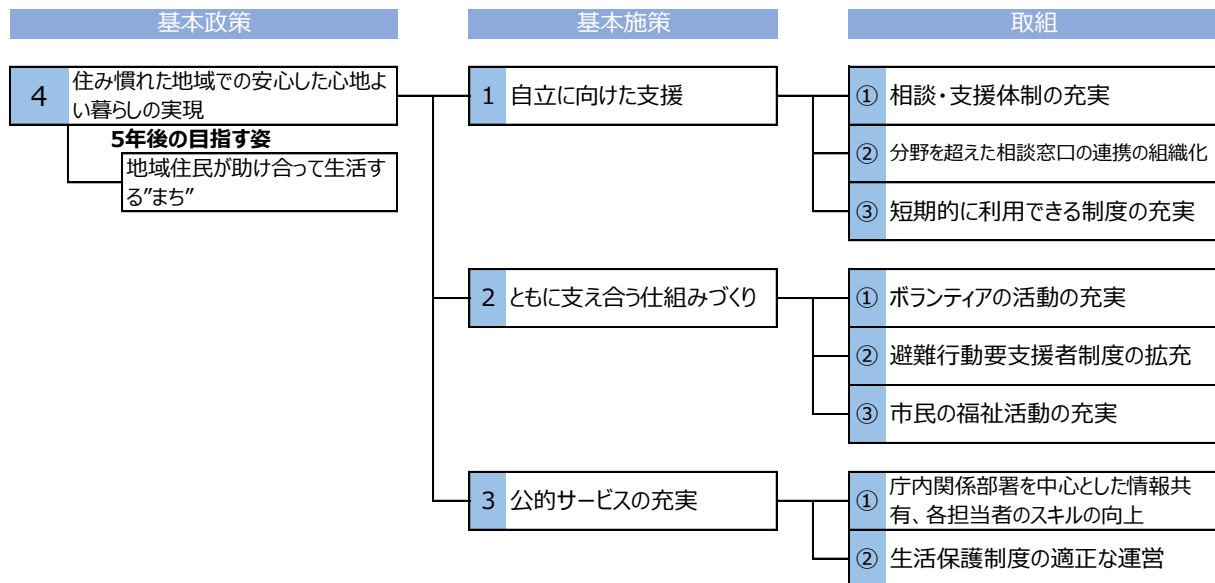 基本政策
基本施策
取組
4 住み慣れた地域での安心した心地よ
い暮らしの実現
5年後の目指す姿
地域住民が助け合って生活す
る”まち”
1 自立に向けた支援
① 相談・支援体制の充実
② 分野を超えた相談窓口の連携の組織化
③ 短期的に利用できる制度の充実
2 ともに支え合う仕組みづくり
① ボランティアの活動の充実
② 避難行動要支援者制度の拡充
③ 市民の福祉活動の充実
3 公的サービスの充実
① 庁内関係部署を中心とした情報共
有、各担当者のスキルの向上
② 生活保護制度の適正な運営